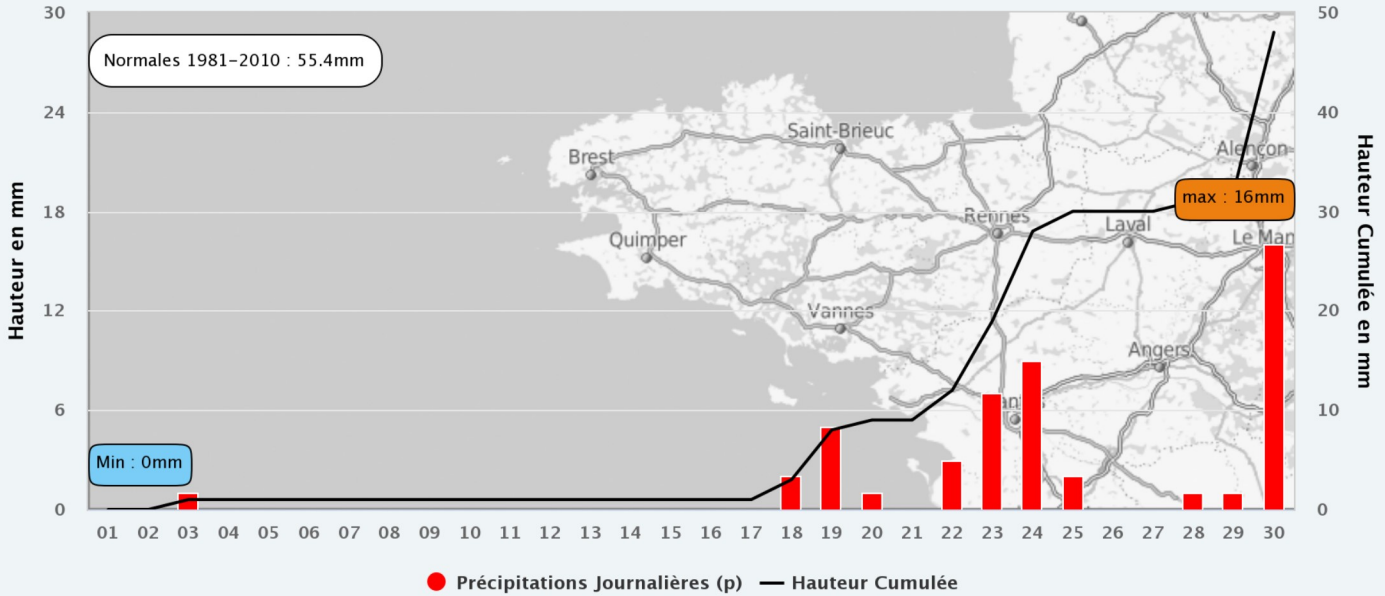 30
24
18
12
6
0
Hauteur en mm
50
40
30
20
10
0
Hauteur Cumulée en mm
Normales 1981-2010 : 55.4mm
Min : 0mm
max : 16mm
Brest
Saint-Brieuc
Alençon
Quimper
Rennes
Laval
Le Man
Vannes
Angers
01 02 03 04 05 06 07 08 09 10 11 12 13 14 15 16 17 18 19 20 21 22 23 24 25 26 27 28 29 30
Précipitations Journalières (p) Hauteur Cumulée